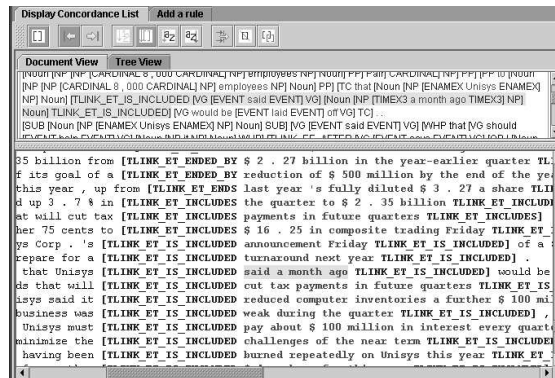 Display Concordance List Add a rule
Document View Tree View
[Noun [NP [NP [CARDINAL 8 , 000 CARDINAL] NP] employees NP] Noun] PP] Pair] CARDINAL] NP] PP] [PP to [Noun
[NP [NP [CARDINAL 8 , 000 CARDINAL] NP] employees NP] Noun] PP] [TC that [Noun [NP [ENAMEX Unisys ENAMEX]
NP] Noun] [TLINK_ET_IS_INCLUDED [VG [EVENT said EVENT] VG] [Noun [NP [TIMEX3 a month ago TIMEX3] NP]
Noun] TLINK_ET_IS_INCLUDED] [VG would be [EVENT laid EVENT] off VG] TC] . .
[SUB [Noun [NP [ENAMEX Unisys ENAMEX] NP] Noun] SUB] [VG [EVENT said EVENT] VG] [WHP that [VG should
35 billion from [TLINK_ET_ENDED_BY $ 2 . 27 billion in the year-earlier quarter TL
f its goal of a [TLINK_ET_ENDED_BY reduction of $ 500 million by the end of the yea
this year , up from [TLINK_ET_ENDS last year 's fully diluted $ 3 . 27 a share TLI
d up 3 . 7 % in [TLINK_ET_INCLUDES the quarter to $ 2 . 35 billion TLINK_ET_INCLUD
at will cut tax [TLINK_ET_INCLUDES payments in future quarters TLINK_ET_INCLUDES]
her 75 cents to [TLINK_ET_INCLUDES $ 16 . 25 in composite trading Friday TLINK_ET_I
ys Corp . 's [TLINK_ET_IS_INCLUDED announcement Friday TLINK_ET_IS_INCLUDED] of a $
repare for a [TLINK_ET_IS_INCLUDED turnaround next year TLINK_ET_IS_INCLUDED] .
that Unisys [TLINK_ET_IS_INCLUDED said a month ago TLINK_ET_IS_INCLUDED] would be
ds that will [TLINK_ET_IS_INCLUDED cut tax payments in future quarters TLINK_ET_IS
isys said it [TLINK_ET_IS_INCLUDED reduced computer inventories a further $ 100 mi
business was [TLINK_ET_IS_INCLUDED weak during the quarter TLINK_ET_IS_INCLUDED] ,
Unisys must [TLINK_ET_IS_INCLUDED pay about $ 100 million in interest every quarte
minimize the [TLINK_ET_IS_INCLUDED challenges of the near term TLINK_ET_IS_INCLUDE
having been [TLINK_ET_IS_INCLUDED burned repeatedly on Unisys this year TLINK_ET_I